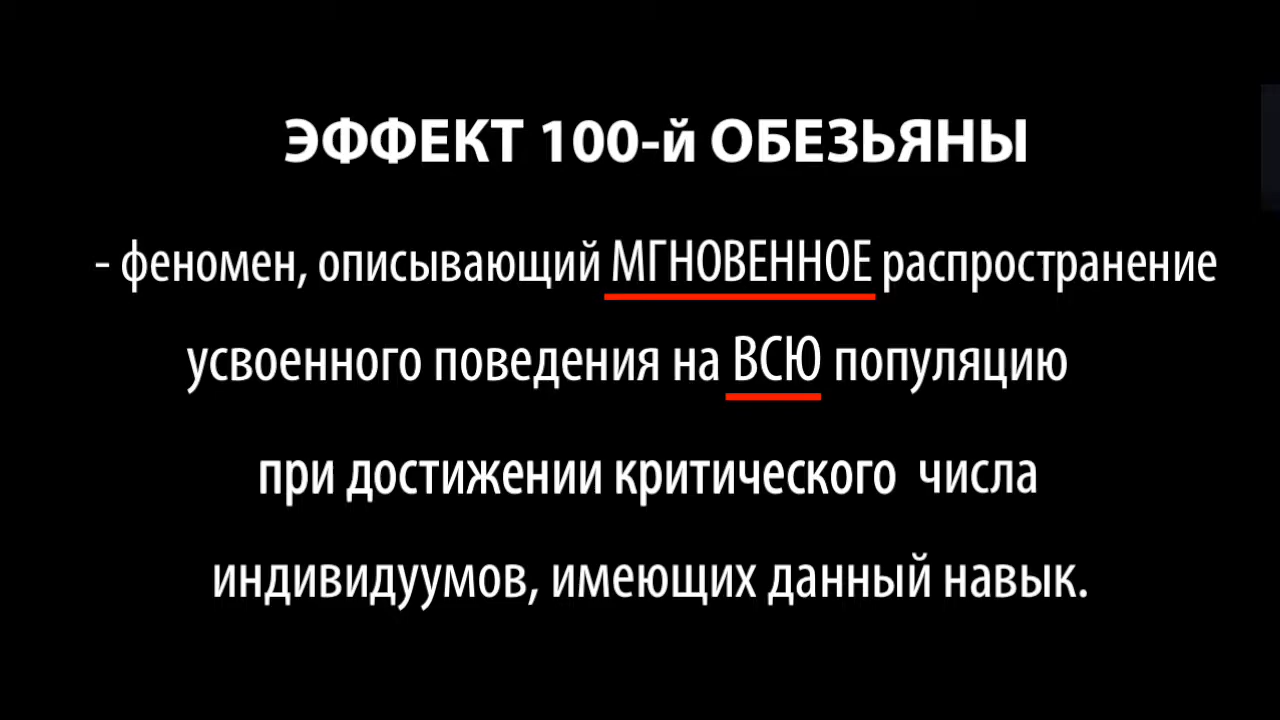 ЭФФЕКТ 100-й ОБЕЗЬЯНЫ
- феномен, описывающий МГНОВЕННОЕ распространение
усвоенного поведения на ВСЮ популяцию
при достижении критического числа
индивидуумов, имеющих данный навык.